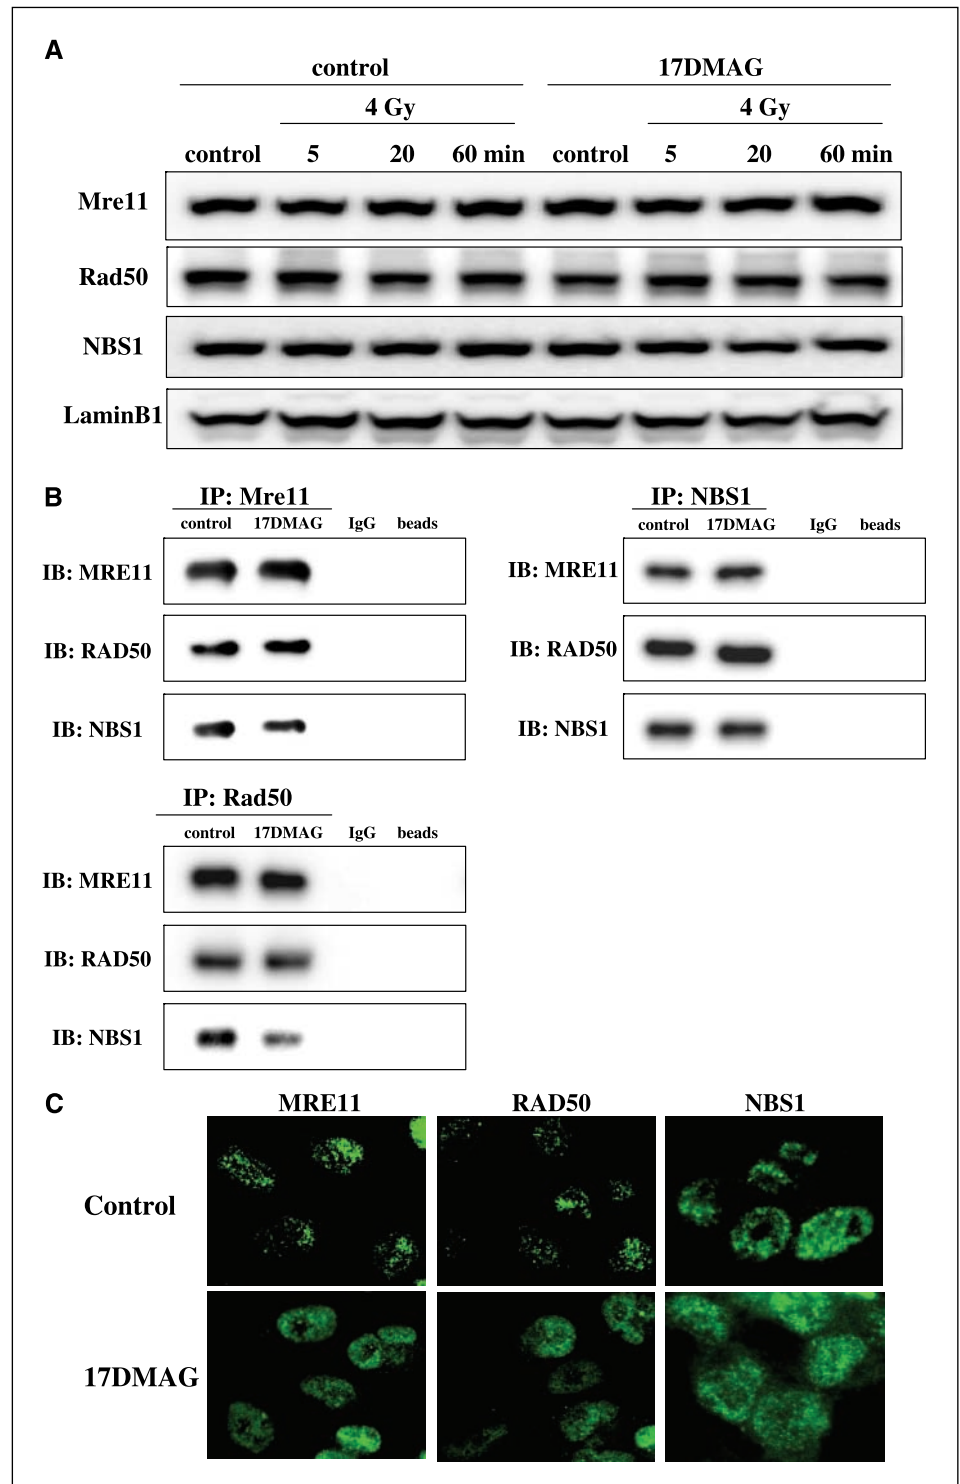 A
control 17DMAG
4 Gy 4 Gy
control 5 20 60 min control 5 20 60 min
Mre11
Rad50
NBS1
LaminB1
B
IP: Mre11
control 17DMAG IgG beads
IB: MRE11
IB: RAD50
IB: NBS1
IP: NBS1
control 17DMAG IgG beads
IB: MRE11
IB: RAD50
IB: NBS1
IP: Rad50
control 17DMAG IgG beads
IB: MRE11
IB: RAD50
IB: NBS1
C
MRE11 RAD50 NBS1
Control
17DMAG